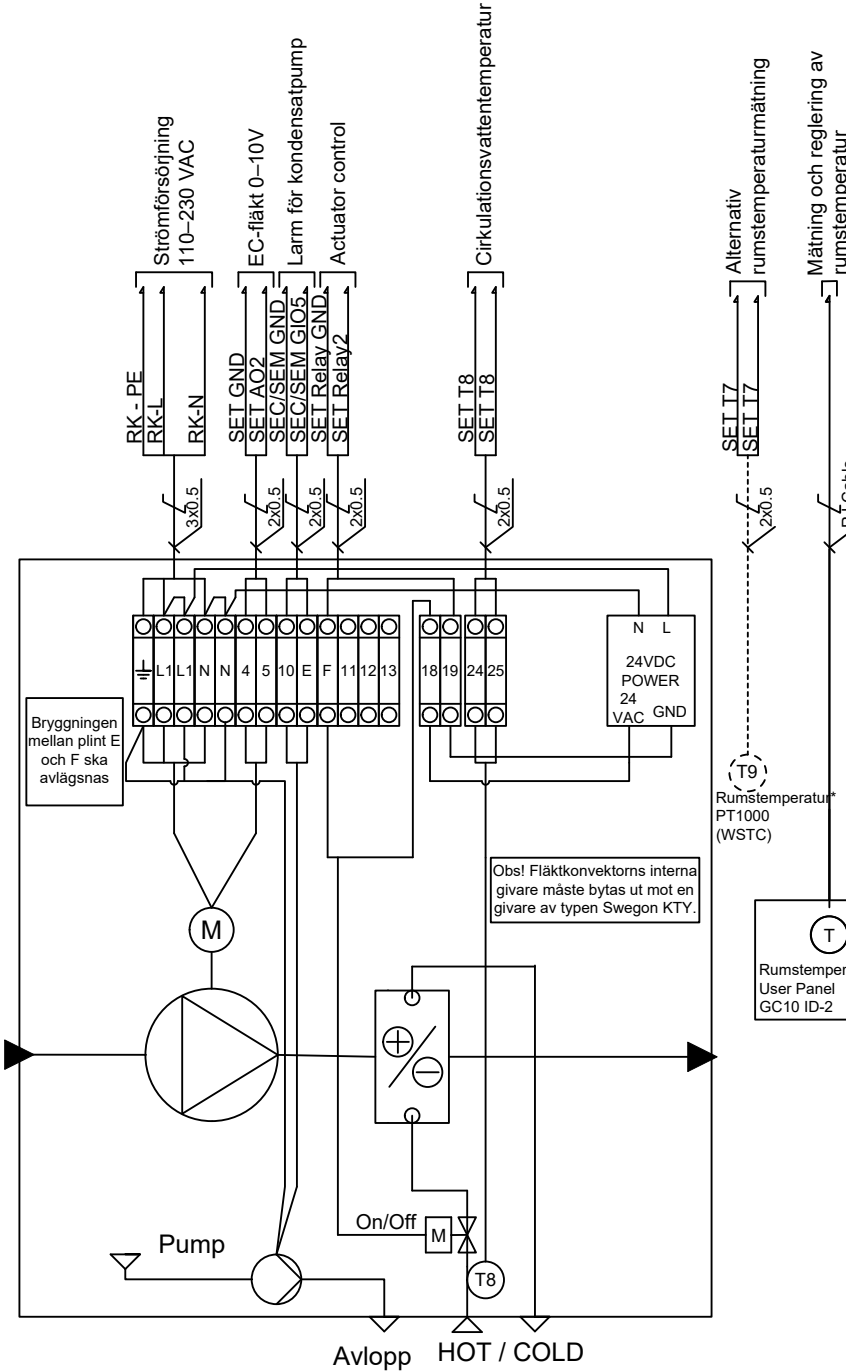 Strömförsörjning
110–230 VAC
EC-fläkt 0–10V
Larm för kondensatpump
Actuator control
Cirkulationsvattentemperatur
Alternativ
rumstemperaturmätning
Mätning och reglering av
rumstemperatur
RK - PE
RK-L
RK-N
SET GND
SET AO2
SEC/SEM GND
SEC/SEM GIO5
SET Relay GND
SET Relay2
SET T8
SET T8
SET T7
SET T7
3x0.5
2x0.5
2x0.5
2x0.5
2x0.5
2x0.5
L1 L1 N N 4 5 10 E F 11 12 13
18 19
24 25
N L
24VDC
POWER
24
VAC GND
Bryggningen
mellan plint E
och F ska
avlägsnas
T9
Rumstemperatur*
PT1000
(WSTC)
Obs! Fläktkonvektorns interna
givare måste bytas ut mot en
givare av typen Swegon KTY.
M
T
User Panel
GC10 ID-2
On/Off
M
Pump
T8
Avlopp
HOT / COLD